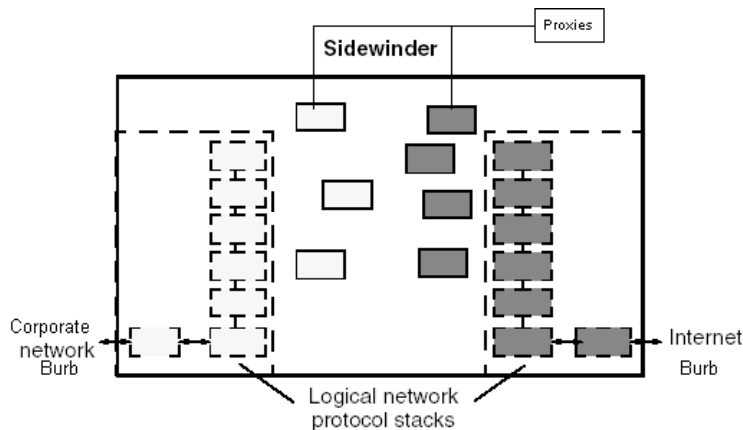 Proxies
Sidewinder
Corporate
network
Burb
Internet
Burb
Logical network
protocol stacks